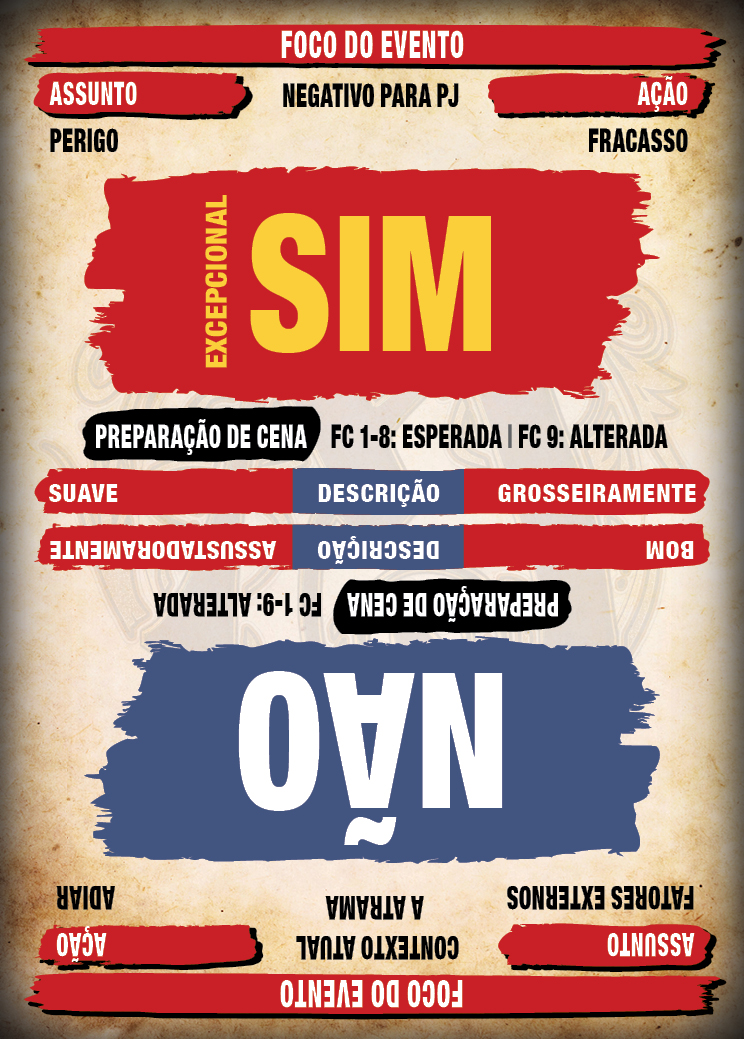 FOCO DO EVENTO
ASSUNTO NEGATIVO PARA PJ AÇÃO
PERIGO FRACASSO
EXCEPCIONAL
SIM
PREPARAÇÃO DE CENA FC 1-8: ESPERADA | FC 9: ALTERADA
SUAVE DESCRIÇÃO GROSSEIRAMENTE
FOCO DO EVENTO
ASSUNTO CONTEXTO ATUAL AÇÃO
FATORES EXTERNOS A ATRAMA ADIAR
NÃO
PREPARAÇÃO DE CENA FC 1-9: ALTERADA
BOM DESCRIÇÃO ASSUSTADORAMENTE